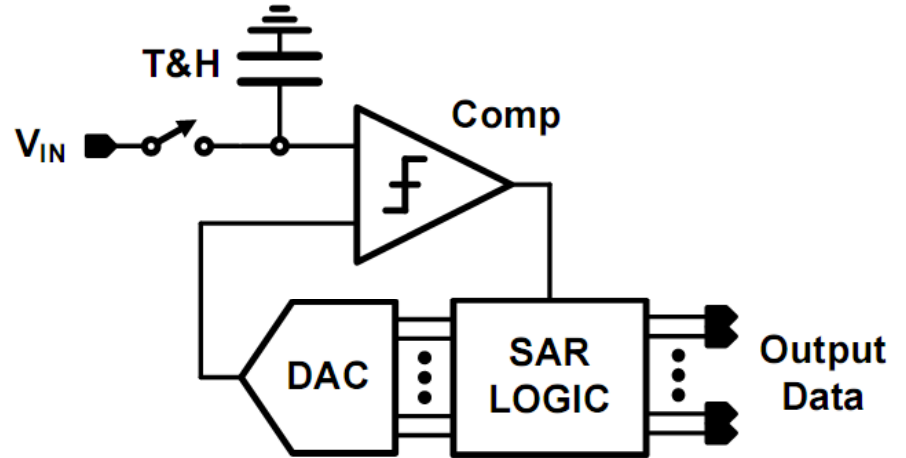 T&H
Comp
VIN
DAC
SAR
LOGIC
Output
Data